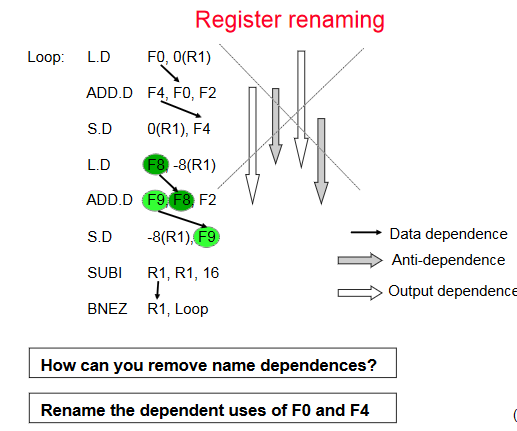 Register renaming
Loop: L.D F0, 0(R1)
ADD.D F4, F0, F2
S.D 0(R1), F4
L.D F8, -8(R1)
ADD.D F9, F8, F2
S.D -8(R1), F9
SUBI R1, R1, 16
BNEZ R1, Loop
Data dependence
Anti-dependence
Output dependence
How can you remove name dependences?
Rename the dependent uses of F0 and F4
(